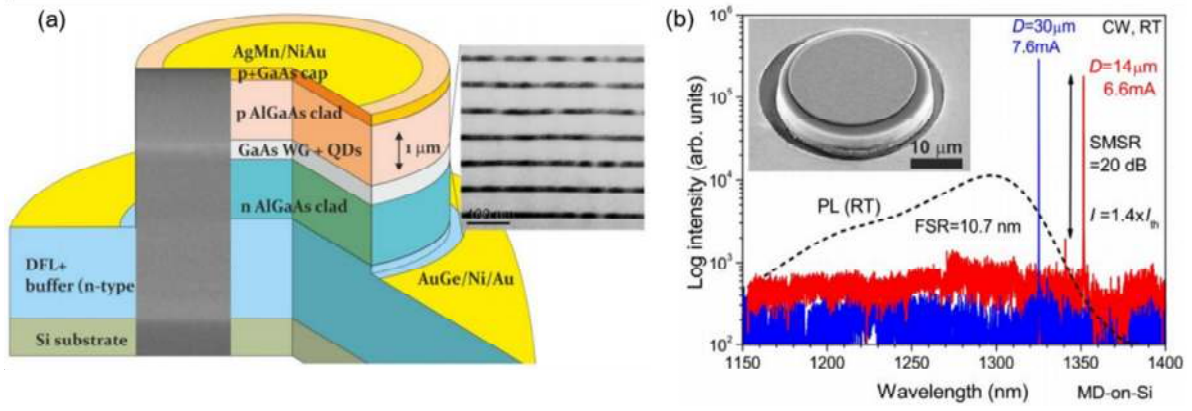 (a)
AgMn/NiAu
p+GaAs cap
p AlGaAs clad
1 μm
GaAs WG + QDs
n AlGaAs clad
100 nm
DFL+
buffer (n-type
AuGe/Ni/Au
Si substrate
(b)
Log intensity (arb. units)
10⁶
10⁵
10⁴
10³
10²
D=30μm
7.6mA
CW, RT
D=14μm
6.6mA
10 μm
SMSR
=20 dB
PL (RT)
FSR=10.7 nm
I =1.4xIth
1150
1200
1250
1300
1350
1400
Wavelength (nm)
MD-on-Si